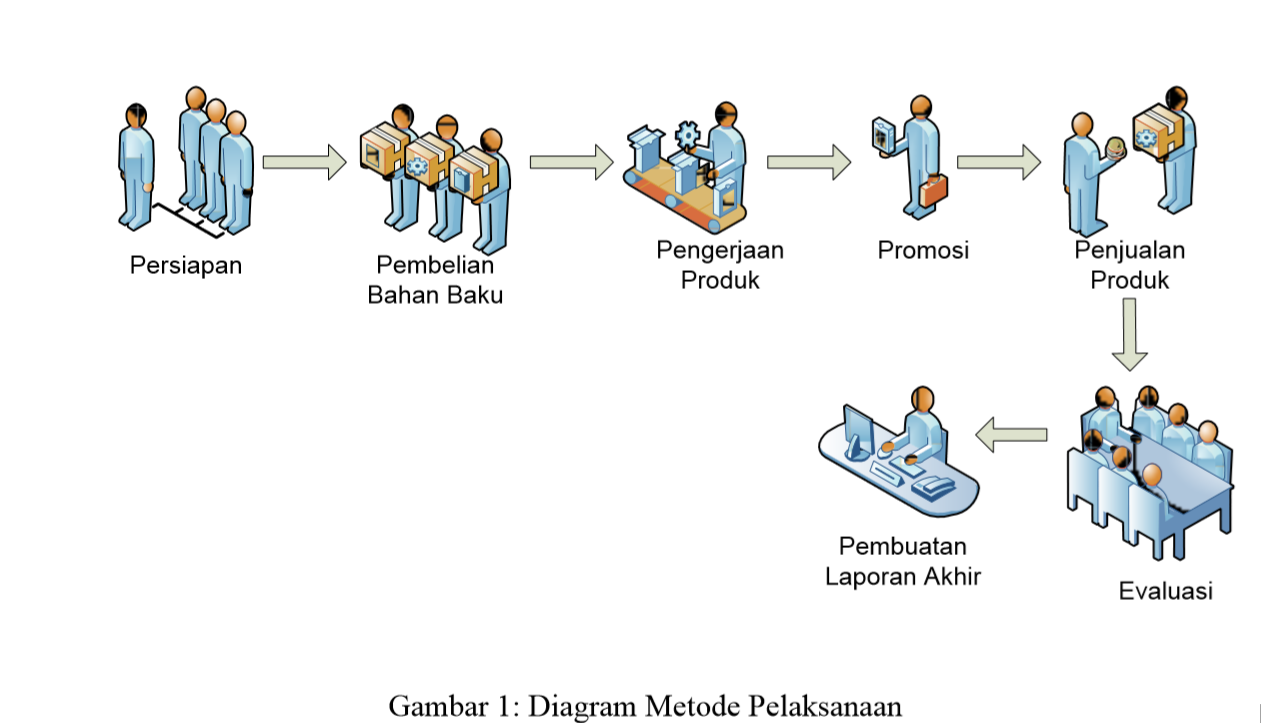 Persiapan
Pembelian
Bahan Baku
Pengerjaan
Produk
Promosi
Penjualan
Produk
Evaluasi
Pembuatan
Laporan Akhir
Gambar 1: Diagram Metode Pelaksanaan